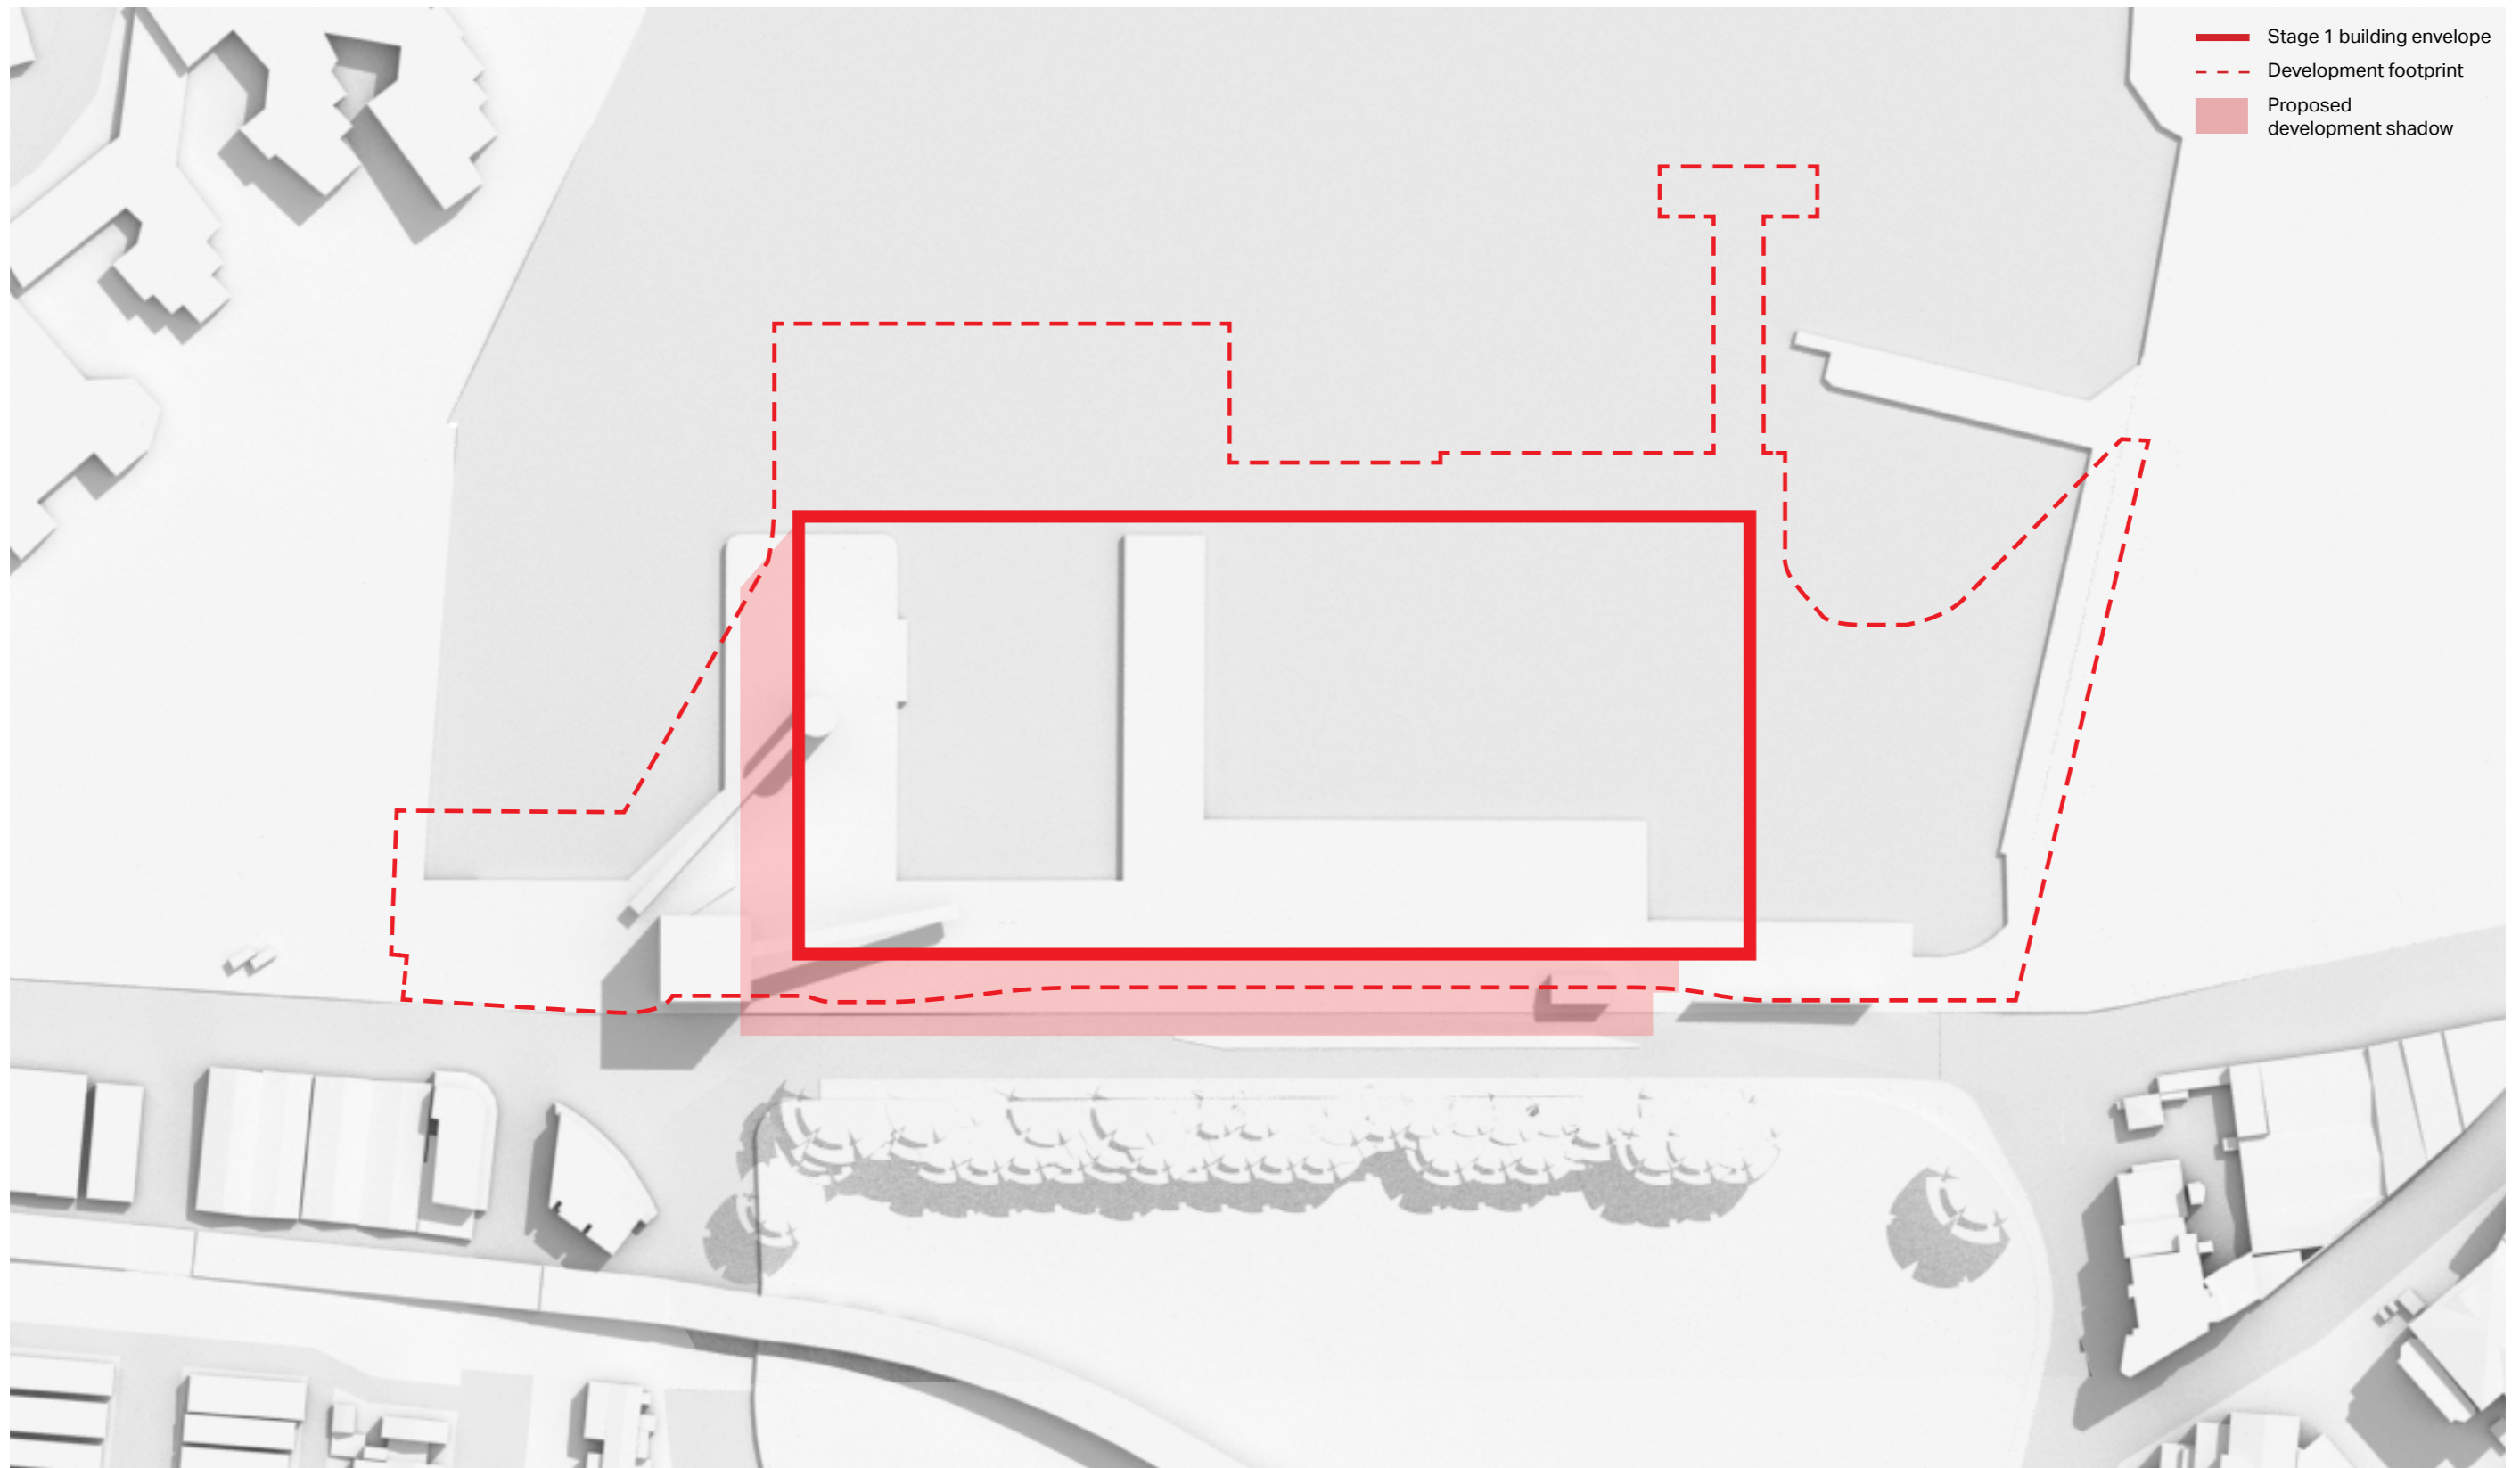 Stage 1 building envelope
Development footprint
Proposed
development shadow